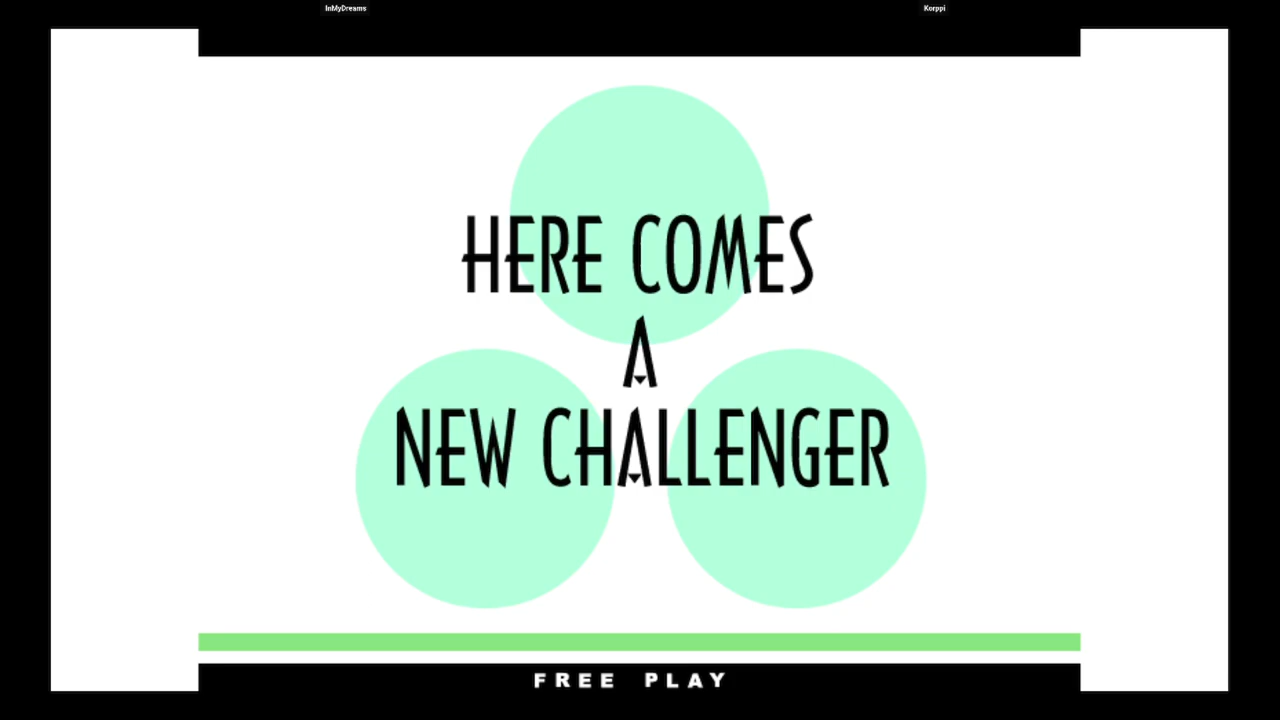 InMyDreams
Korppi
HERE COMES
A
NEW CHALLENGER
FREE PLAY